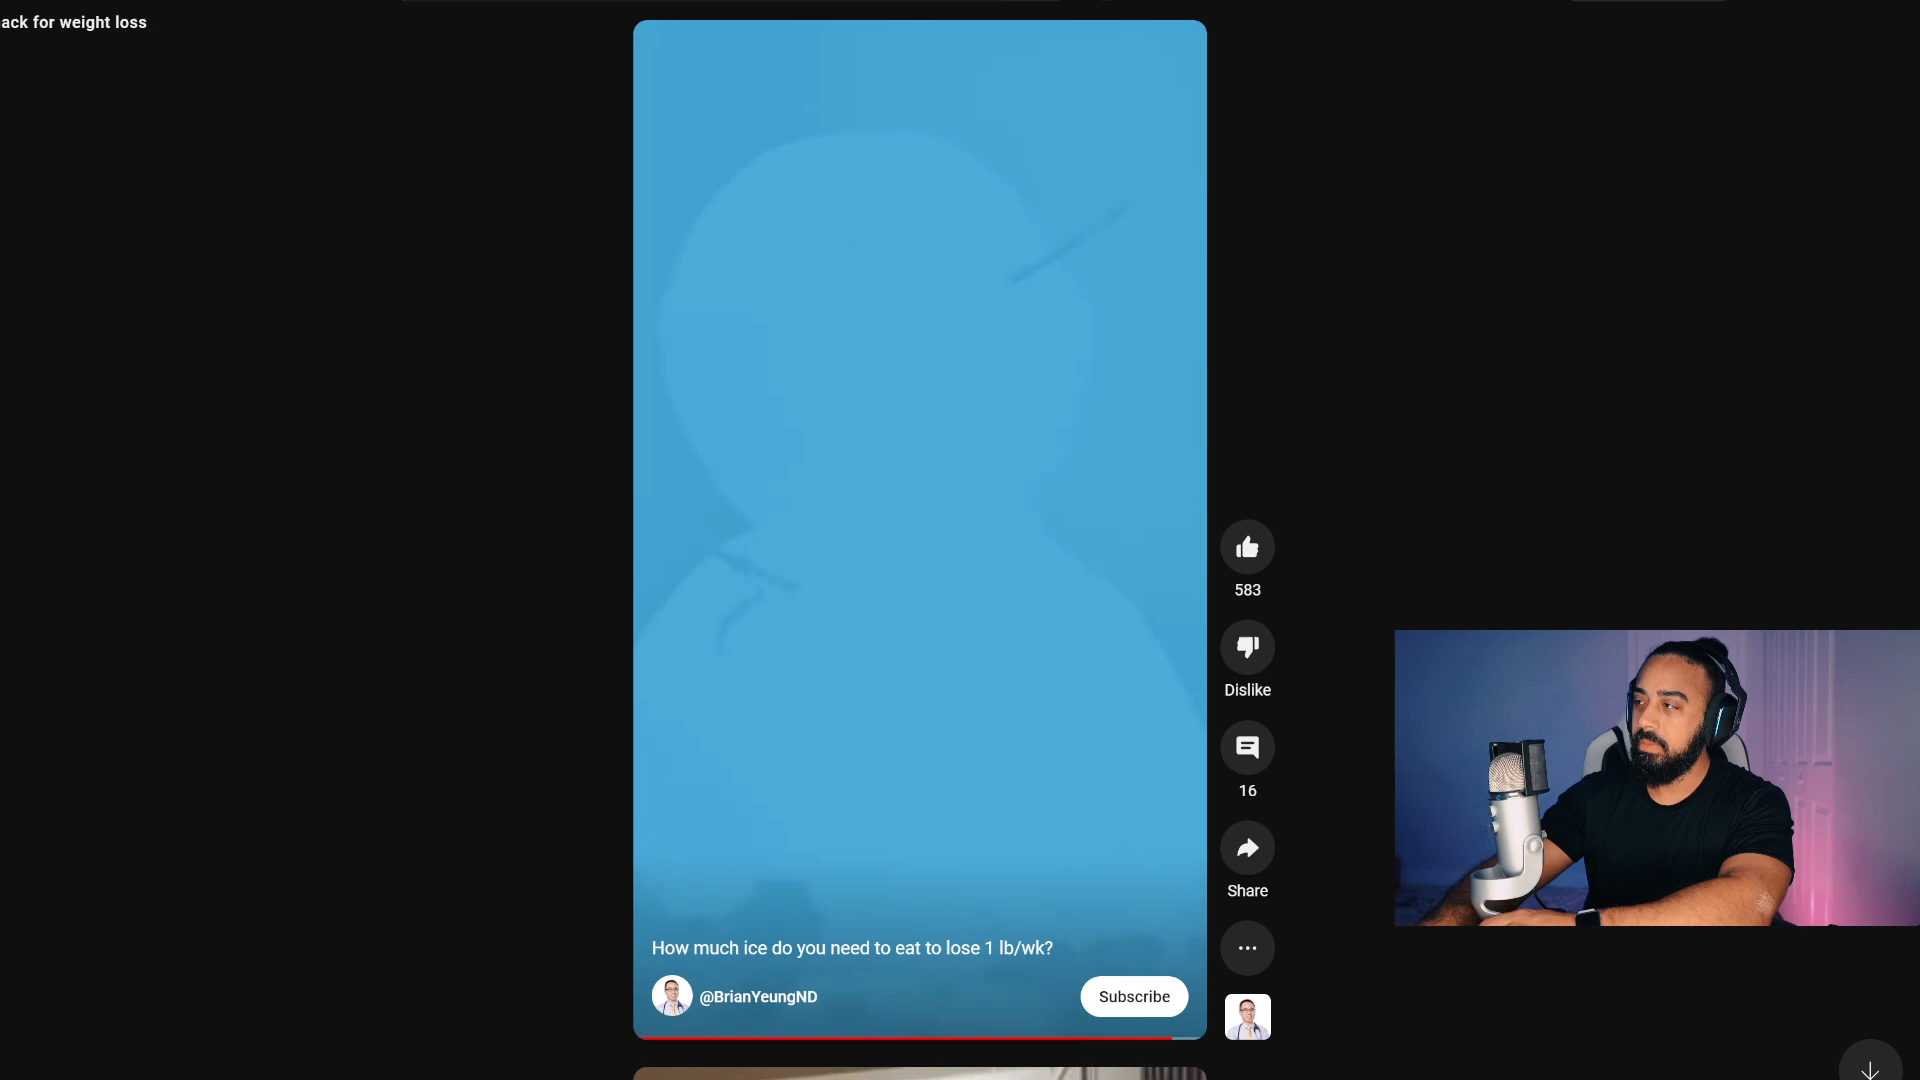 ack for weight loss
583
Dislike
16
Share
How much ice do you need to eat to lose 1 lb/wk?
@BrianYeungND
Subscribe